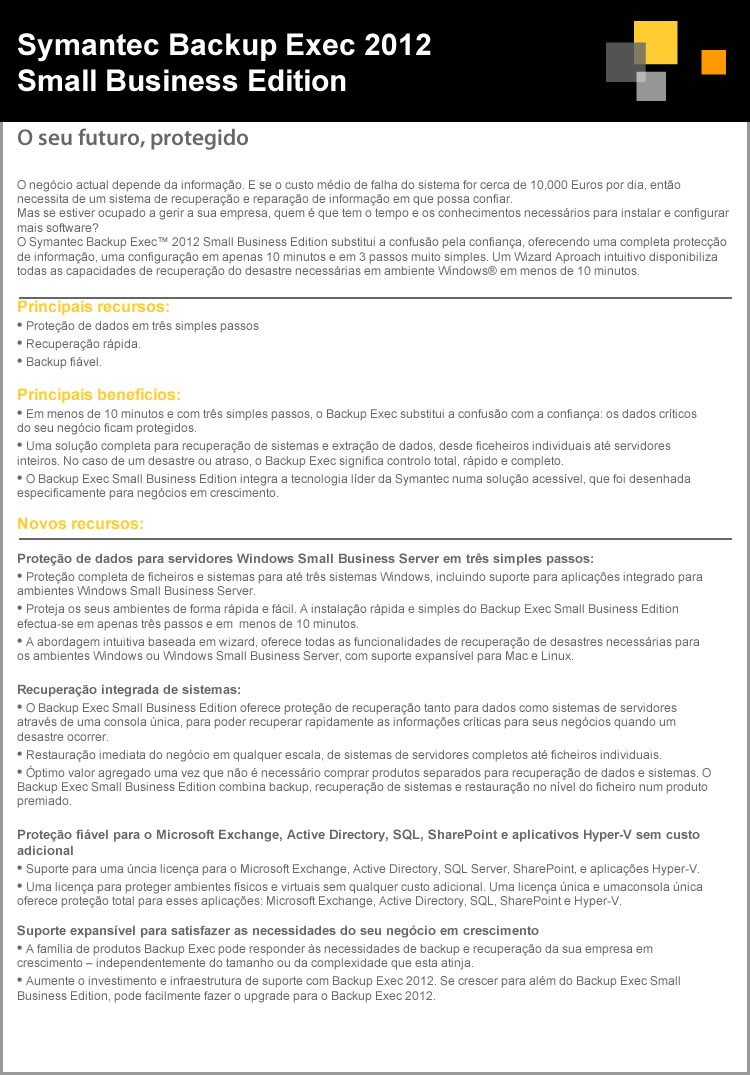 Symantec Backup Exec 2012
Small Business Edition
O seu futuro, protegido
O negócio actual depende da informação. E se o custo médio de falha do sistema for cerca de 10,000 Euros por dia, então
necessita de um sistema de recuperação e reparação de informação em que possa confiar.
Mas se estiver ocupado a gerir a sua empresa, quem é que tem o tempo e os conhecimentos necessários para instalar e configurar
mais software?
O Symantec Backup Exec™ 2012 Small Business Edition substitui a confusão pela confiança, oferecendo uma completa protecção
de informação, uma configuração em apenas 10 minutos e em 3 passos muito simples. Um Wizard Aproach intuitivo disponibiliza
todas as capacidades de recuperação do desastre necessárias em ambiente Windows® em menos de 10 minutos.
Principais recursos:
• Proteção de dados em três simples passos
• Recuperação rápida.
• Backup fiável.
Principais benefícios:
• Em menos de 10 minutos e com três simples passos, o Backup Exec substitui a confusão com a confiança: os dados críticos
do seu negócio ficam protegidos.
• Uma solução completa para recuperação de sistemas e extração de dados, desde ficeheiros individuais até servidores
inteiros. No caso de um desastre ou atraso, o Backup Exec significa controlo total, rápido e completo.
• O Backup Exec Small Business Edition integra a tecnologia líder da Symantec numa solução acessível, que foi desenhada
especificamente para negócios em crescimento.
Novos recursos:
Proteção de dados para servidores Windows Small Business Server em três simples passos:
• Proteção completa de ficheiros e sistemas para até três sistemas Windows, incluindo suporte para aplicações integrado para
ambientes Windows Small Business Server.
• Proteja os seus ambientes de forma rápida e fácil. A instalação rápida e simples do Backup Exec Small Business Edition
efectua-se em apenas três passos e em menos de 10 minutos.
• A abordagem intuitiva baseada em wizard, oferece todas as funcionalidades de recuperação de desastres necessárias para
os ambientes Windows ou Windows Small Business Server, com suporte expansível para Mac e Linux.
Recuperação integrada de sistemas:
• O Backup Exec Small Business Edition oferece proteção de recuperação tanto para dados como sistemas de servidores
através de uma consola única, para poder recuperar rapidamente as informações críticas para seus negócios quando um
desastre ocorrer.
• Restauração imediata do negócio em qualquer escala, de sistemas de servidores completos até ficheiros individuais.
• Óptimo valor agregado uma vez que não é necessário comprar produtos separados para recuperação de dados e sistemas. O
Backup Exec Small Business Edition combina backup, recuperação de sistemas e restauração no nível do ficheiro num produto
premiado.
Proteção fiável para o Microsoft Exchange, Active Directory, SQL, SharePoint e aplicativos Hyper-V sem custo
adicional
• Suporte para uma úncia licença para o Microsoft Exchange, Active Directory, SQL Server, SharePoint, e aplicações Hyper-V.
• Uma licença para proteger ambientes físicos e virtuais sem qualquer custo adicional. Uma licença única e umaconsola única
oferece proteção total para esses aplicações: Microsoft Exchange, Active Directory, SQL, SharePoint e Hyper-V.
Suporte expansível para satisfazer as necessidades do seu negócio em crescimento
• A família de produtos Backup Exec pode responder às necessidades de backup e recuperação da sua empresa em
crescimento – independentemente do tamanho ou da complexidade que esta atinja.
• Aumente o investimento e infraestrutura de suporte com Backup Exec 2012. Se crescer para além do Backup Exec Small
Business Edition, pode facilmente fazer o upgrade para o Backup Exec 2012.